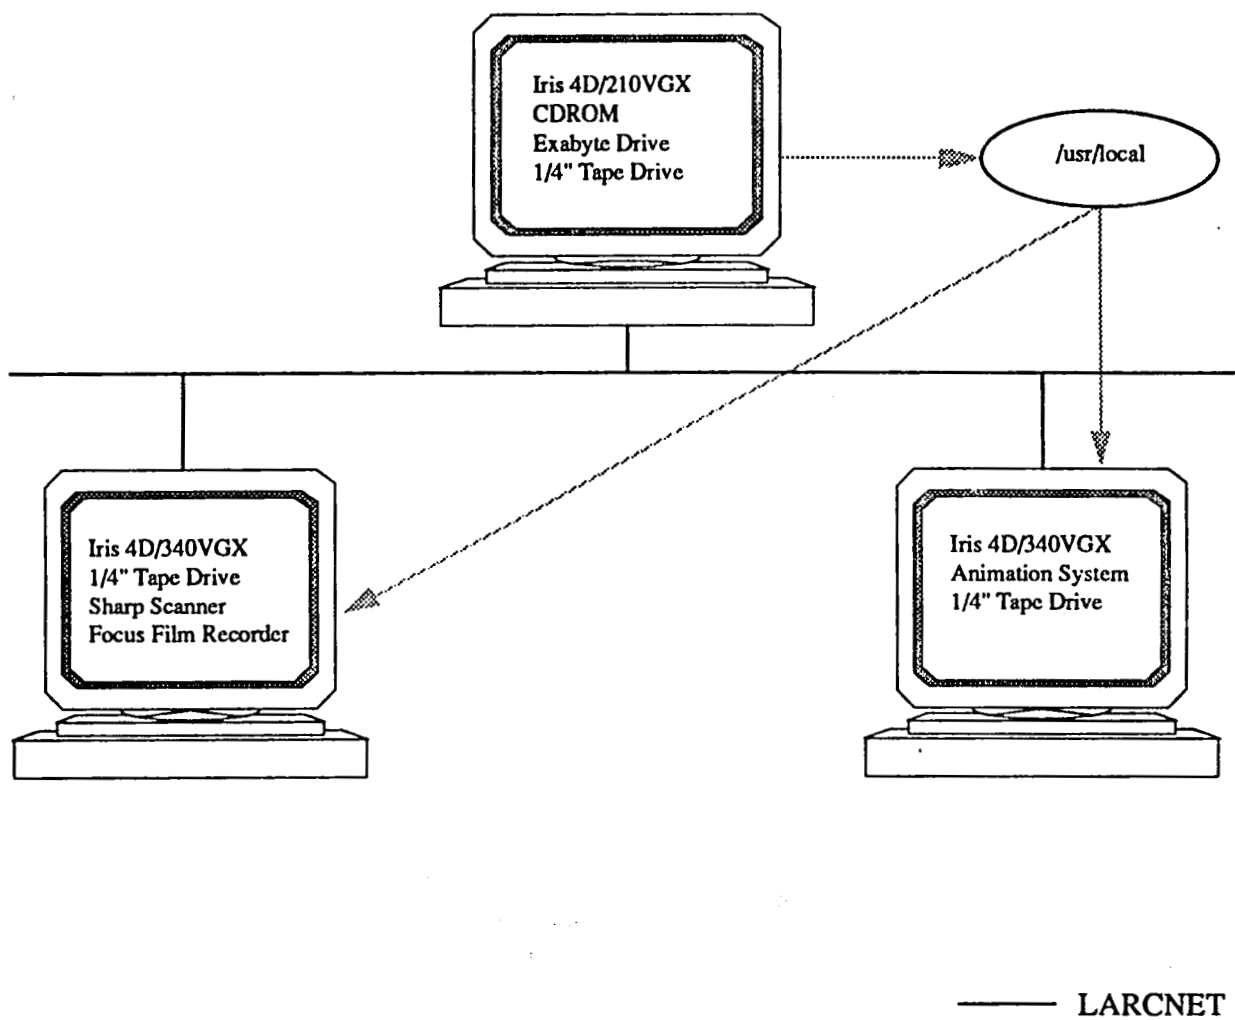 Iris 4D/210VGX
CDROM
Exabyte Drive
1/4" Tape Drive
/usr/local
Iris 4D/340VGX
1/4" Tape Drive
Sharp Scanner
Focus Film Recorder
Iris 4D/340VGX
Animation System
1/4" Tape Drive
LARCNET